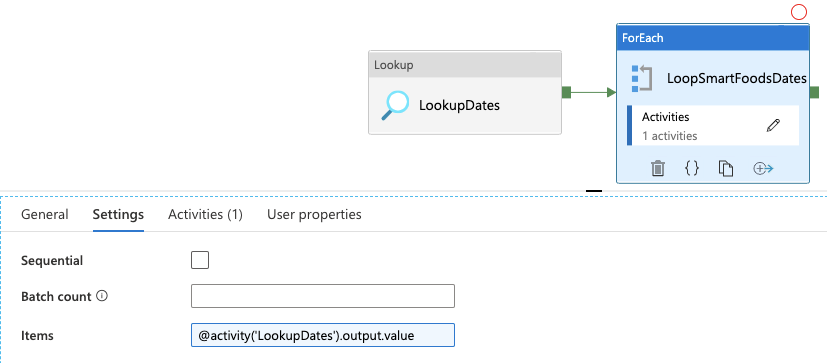 Lookup
LookupDates
ForEach
LoopSmartFoodsDates
Activities
1 activities
{}
General
Settings
Activities (1)
User properties
Sequential
Batch count
Items
@activity('LookupDates').output.value